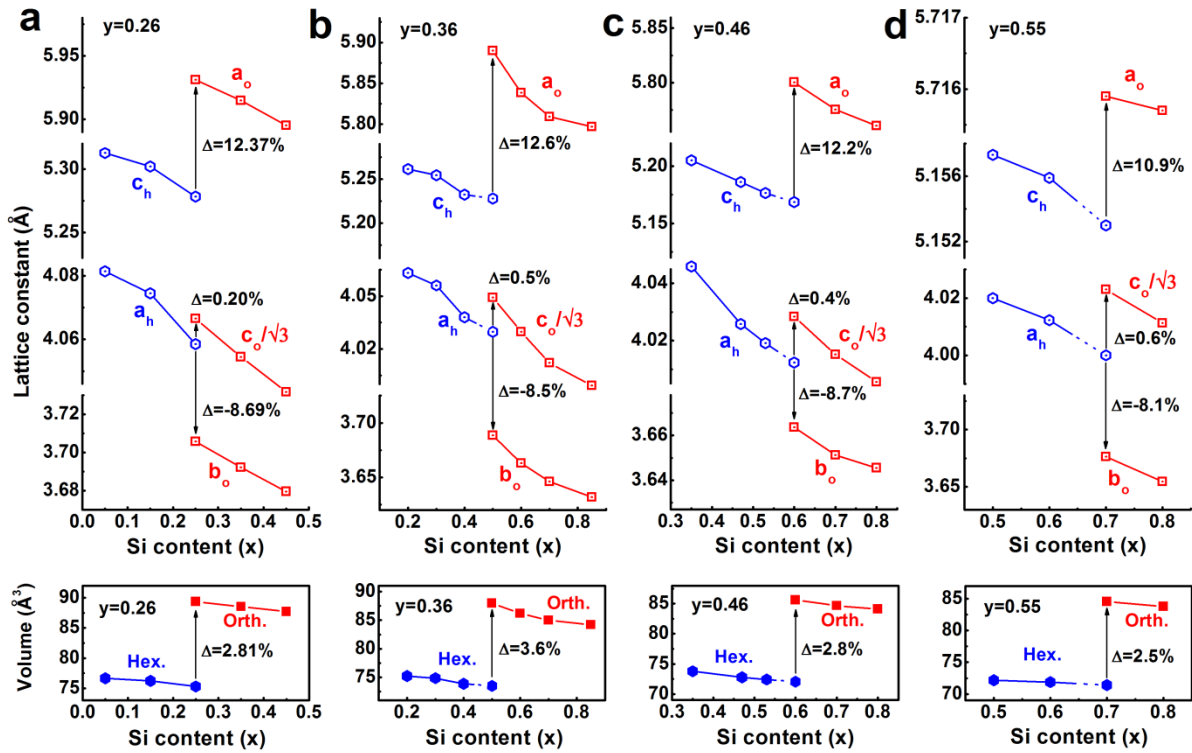 a
y=0.26
5.95
5.90
5.30
5.25
4.08
4.06
3.72
3.70
3.68
a_o
c_h
a_h
c_o/√3
b_o
Δ=12.37%
Δ=0.20%
Δ=-8.69%
0.0 0.1 0.2 0.3 0.4 0.5
Si content (x)
Lattice constant (Å)
b
y=0.36
5.90
5.85
5.80
5.25
5.20
4.05
4.02
3.70
3.65
a_o
c_h
a_h
c_o/√3
b_o
Δ=12.6%
Δ=0.5%
Δ=-8.5%
0.2 0.4 0.6 0.8
Si content (x)
c
y=0.46
5.85
5.80
5.20
5.15
4.04
4.02
3.66
3.64
a_o
c_h
a_h
c_o/√3
b_o
Δ=12.2%
Δ=0.4%
Δ=-8.7%
0.3 0.4 0.5 0.6 0.7 0.8
Si content (x)
d
y=0.55
5.717
5.716
5.156
5.152
4.02
4.00
3.70
3.65
a_o
c_h
a_h
c_o/√3
b_o
Δ=10.9%
Δ=0.6%
Δ=-8.1%
0.5 0.6 0.7 0.8
Si content (x)
Volume (Å³)
y=0.26
90
85
80
75
Orth.
Hex.
Δ=2.81%
0.0 0.1 0.2 0.3 0.4 0.5
Si content (x)
y=0.36
90
85
80
75
Orth.
Hex.
Δ=3.6%
0.2 0.4 0.6 0.8
Si content (x)
y=0.46
85
80
75
70
Orth.
Hex.
Δ=2.8%
0.3 0.4 0.5 0.6 0.7 0.8
Si content (x)
y=0.55
85
80
75
70
Orth.
Hex.
Δ=2.5%
0.5 0.6 0.7 0.8
Si content (x)